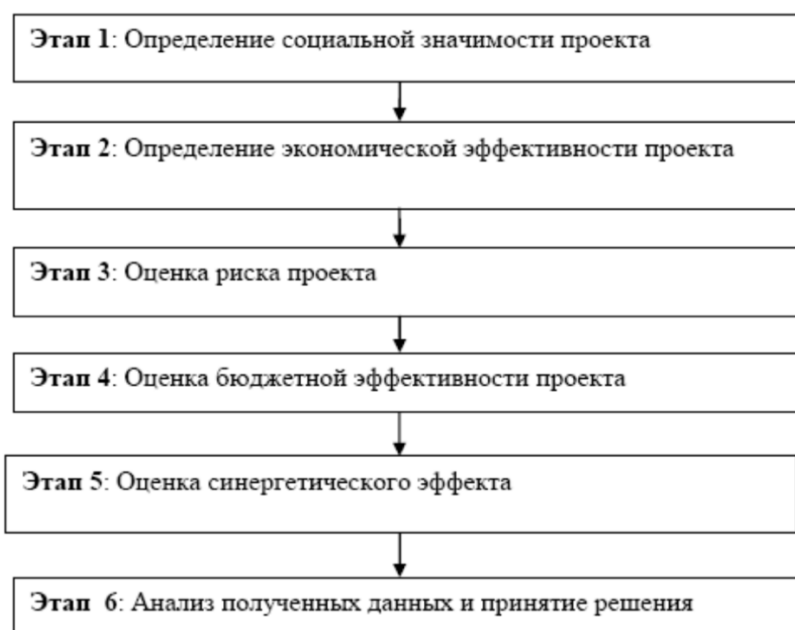 Этап 1: Определение социальной значимости проекта
Этап 2: Определение экономической эффективности проекта
Этап 3: Оценка риска проекта
Этап 4: Оценка бюджетной эффективности проекта
Этап 5: Оценка синергетического эффекта
Этап 6: Анализ полученных данных и принятие решения